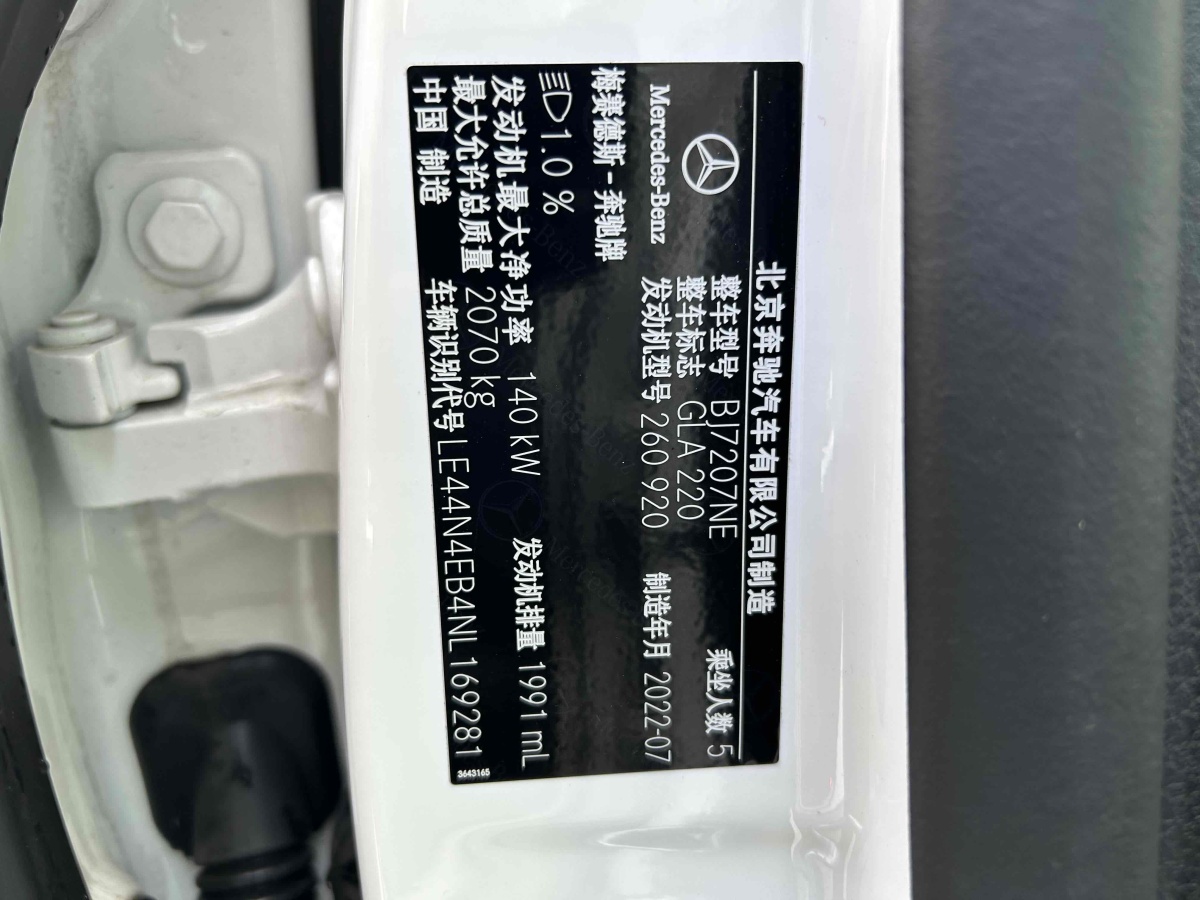 北京奔驰汽车有限公司制造
Mercedes-Benz
梅赛德斯-奔驰牌
整车型号 BJ7207NE 乘坐人数 5
整车标志 GLA 220
发动机型号 260 920 制造年月 2022-07
1.0 %
发动机最大净功率 140 kW 发动机排量 1991 mL
最大允许总质量 2070 kg
中国 制造 车辆识别代号 LE44N4EB4NL169281
3643165